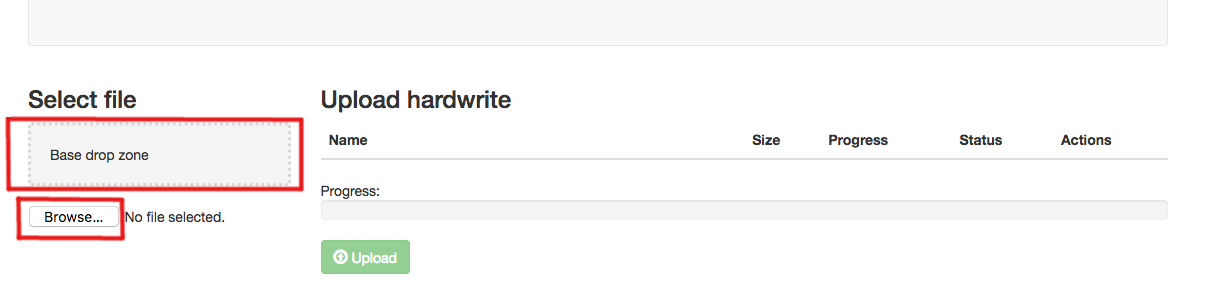 Select file
Base drop zone
Browse... No file selected.
Upload hardwrite
Name Size Progress Status Actions
Progress:
Upload